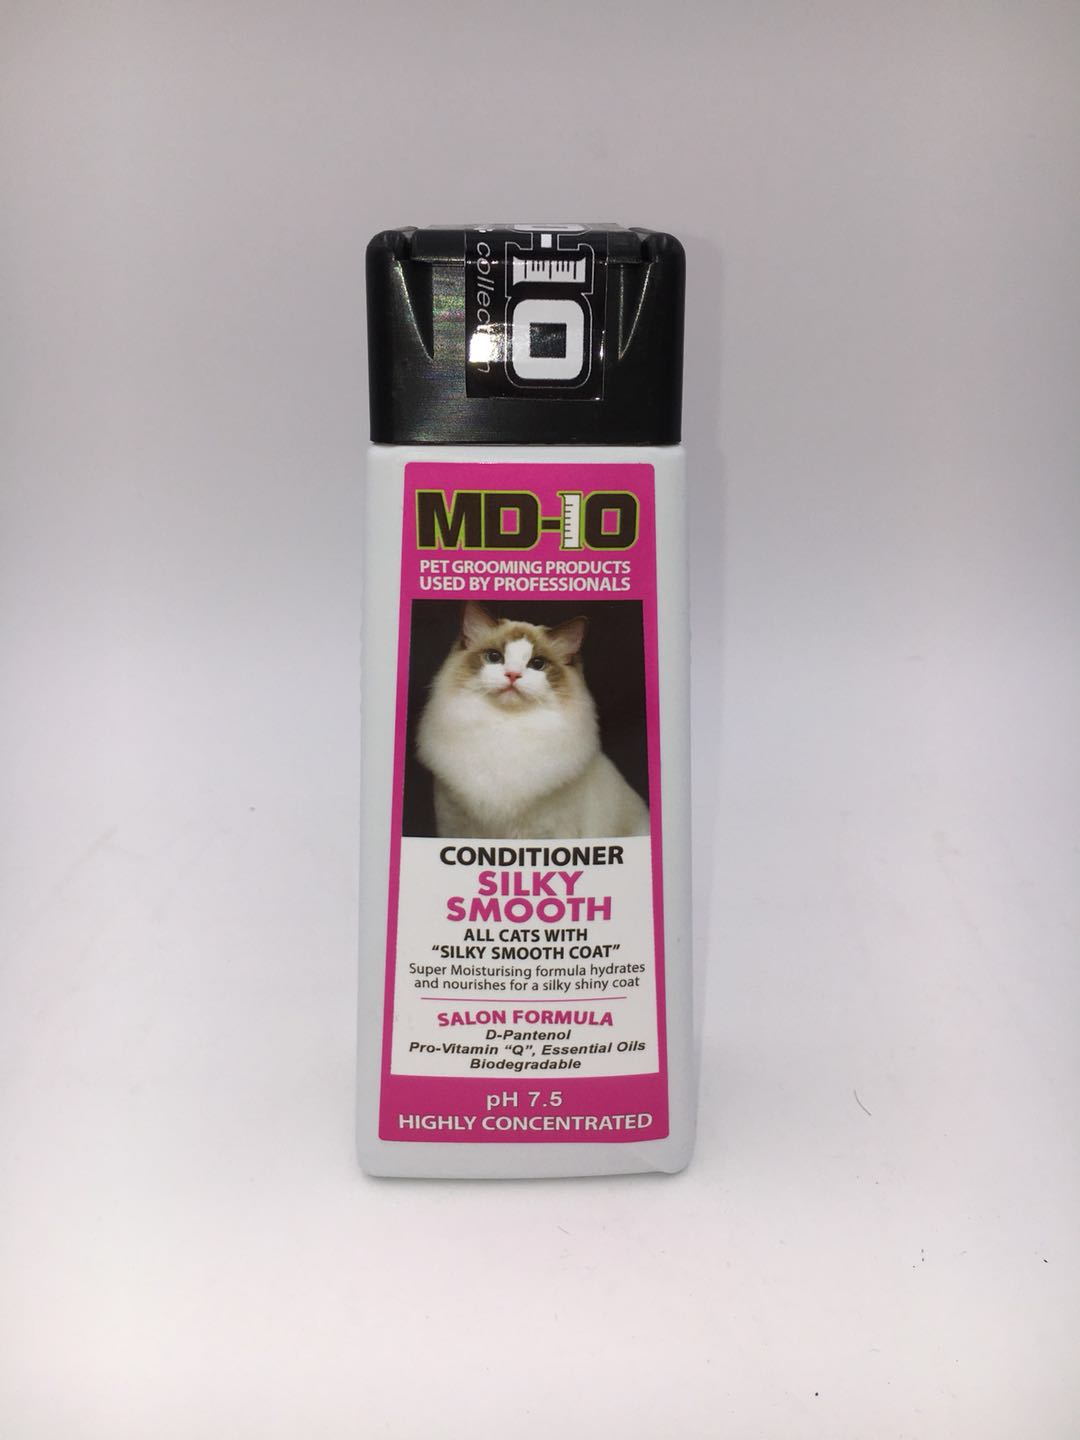 collection
-10
MD-10
PET GROOMING PRODUCTS
USED BY PROFESSIONALS
CONDITIONER
SILKY
SMOOTH
ALL CATS WITH
“SILKY SMOOTH COAT”
Super Moisturising formula hydrates
and nourishes for a silky shiny coat
SALON FORMULA
D-Pantenol
Pro-Vitamin “Q”, Essential Oils
Biodegradable
pH 7.5
HIGHLY CONCENTRATED